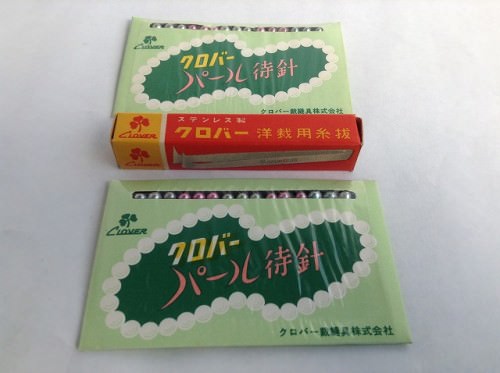 CLOVER
クロバー
パール待針
クロバー裁縫具株式会社
ステンレス製
クロバー 洋裁用糸抜
CLOVER
CLOVER
CLOVER
クロバー
パール待針
クロバー裁縫具株式会社